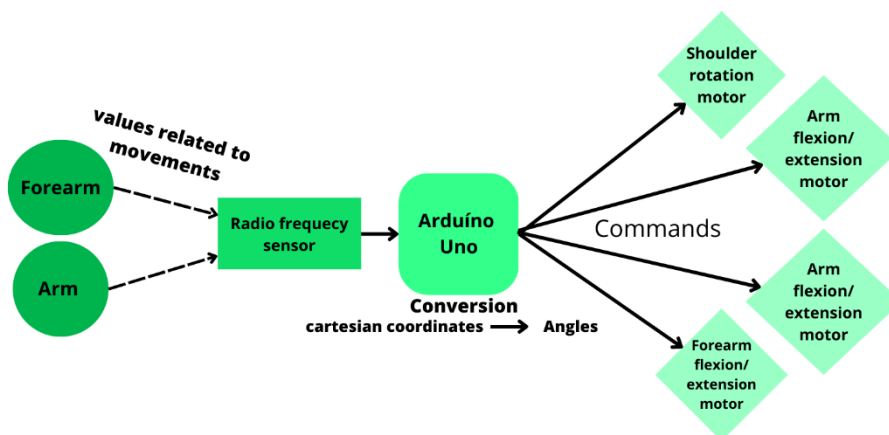 Shoulder
rotation
motor
Arm
flexion/
extension
motor
values related to
movements
Forearm
Radio frequecy
sensor
Arduíno
Uno
Commands
Arm
Arm
flexion/
extension
motor
Conversion
cartesian coordinates
Angles
Forearm
flexion/
extension
motor